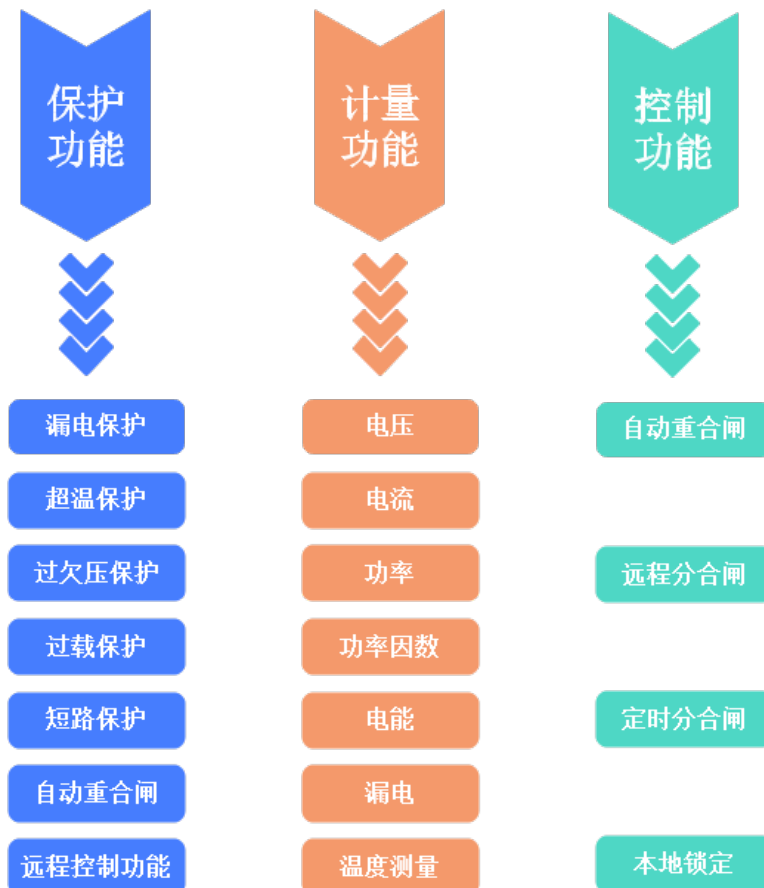 保护
功能
漏电保护
超温保护
过欠压保护
过载保护
短路保护
自动重合闸
远程控制功能
计量
功能
电压
电流
功率
功率因数
电能
漏电
温度测量
控制
功能
自动重合闸
远程分合闸
定时分合闸
本地锁定